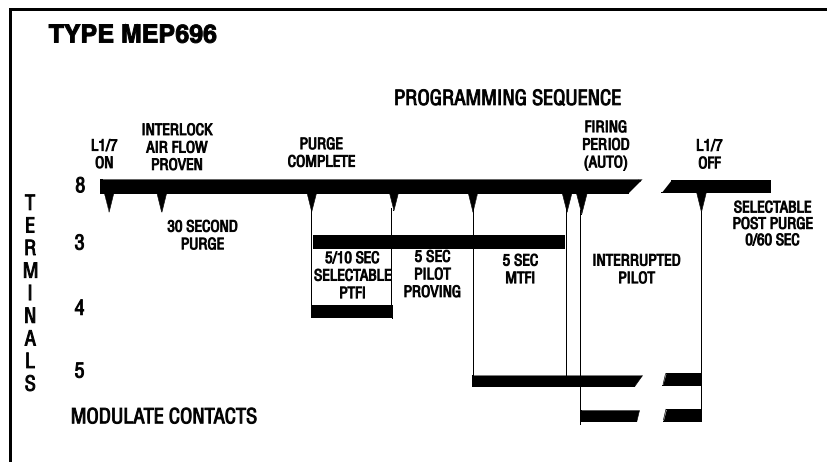 TYPE MEP696
PROGRAMMING SEQUENCE
L1/7
ON
INTERLOCK
AIR FLOW
PROVEN
PURGE
COMPLETE
FIRING
PERIOD
(AUTO)
L1/7
OFF
TERMINALS
8
30 SECOND
PURGE
SELECTABLE
POST PURGE
0/60 SEC
3
5/10 SEC
SELECTABLE
PTFI
5 SEC
PILOT
PROVING
5 SEC
MTFI
INTERRUPTED
PILOT
4
5
MODULATE CONTACTS